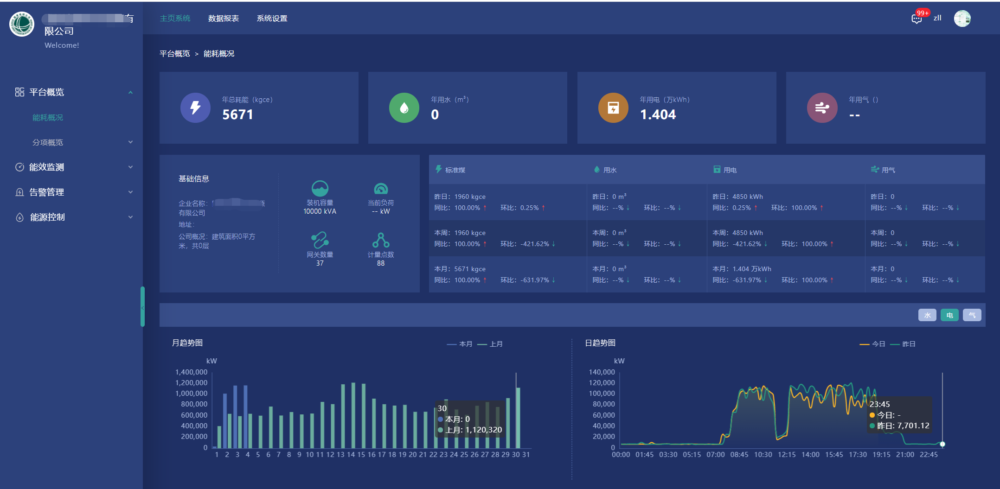 有
限公司
Welcome!
主页系统
数据报表
系统设置
99+
zll
平台概览
能耗概况
分项概览
能效监测
告警管理
能源控制
平台概览 > 能耗概况
年总耗能（kgce）
5671
年用水（m³）
0
年用电（万kWh）
1.404
年用气（）
--
基础信息
企业名称：
源
有限公司
地址：
公司概况：建筑面积0平方
米，共0层
装机容量
10000 kVA
当前负荷
-- kW
网关数量
37
计量点数
88
标准煤
用水
用电
用气
昨日：1960 kgce
同比：100.00% ↑ 环比：0.25% ↑
昨日：0 m³
同比：--% ↓ 环比：--% ↓
昨日：4850 kWh
同比：0.25% ↑ 环比：100.00% ↑
昨日：0
同比：--% ↓ 环比：--% ↓
本周：1960 kgce
同比：100.00% ↑ 环比：-421.62% ↓
本周：0 m³
同比：--% ↓ 环比：--% ↓
本周：4850 kWh
同比：-421.62% ↓ 环比：100.00% ↑
本周：0
同比：--% ↓ 环比：--% ↓
本月：5671 kgce
同比：100.00% ↑ 环比：-631.97% ↓
本月：0 m³
同比：--% ↓ 环比：--% ↓
本月：1.404 万kWh
同比：-631.97% ↓ 环比：100.00% ↑
本月：0
同比：--% ↓ 环比：--% ↓
水
电
气
月趋势图
本月 上月
kW
1,400,000
1,200,000
1,000,000
800,000
600,000
400,000
200,000
0
1 2 3 4 5 6 7 8 9 10 11 12 13 14 15 16 17 18 19 20 21 22 23 24 25 26 27 28 29 30 31
30
本月: 0
上月: 1,120,320
日趋势图
今日 昨日
kW
140,000
120,000
100,000
80,000
60,000
40,000
20,000
0
00:00 01:45 03:30 05:15 07:00 08:45 10:30 12:15 14:00 15:45 17:30 19:15 21:00 22:45
23:45
今日: -
昨日: 7,701.12